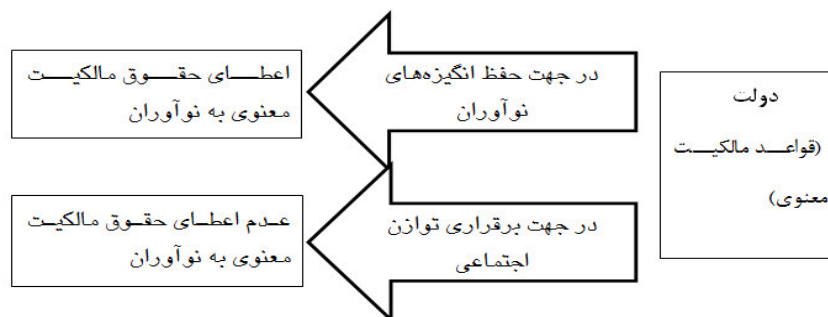 دولت
(قواعد مالکیت
معنوی)
در جهت حفظ انگیزه‌های
نوآوران
اعطای حقوق مالکیت
معنوی به نوآوران
در جهت برقراری توازن
اجتماعی
عدم اعطای حقوق مالکیت
معنوی به نوآوران